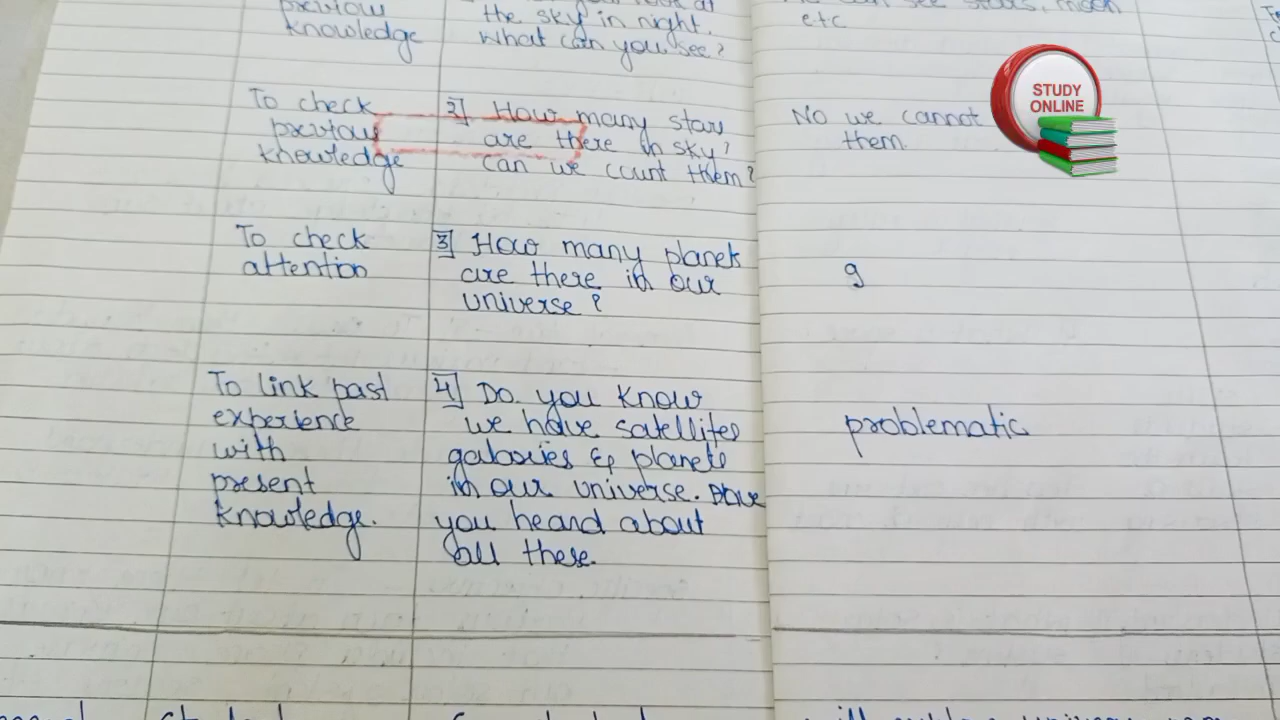 previous
knowledge
the sky in night.
What can you see?
etc
STUDY
ONLINE
To check
previous
knowledge
2] How many stars
are there in sky?
Can we count them?
No we cannot
them.
To check
attention
3] How many planets
are there in our
universe?
9
To link past
experience
with
present
knowledge.
4] Do you know
we have satellites
galaxies & planets
in our universe. Have
you heard about
all these.
problematic